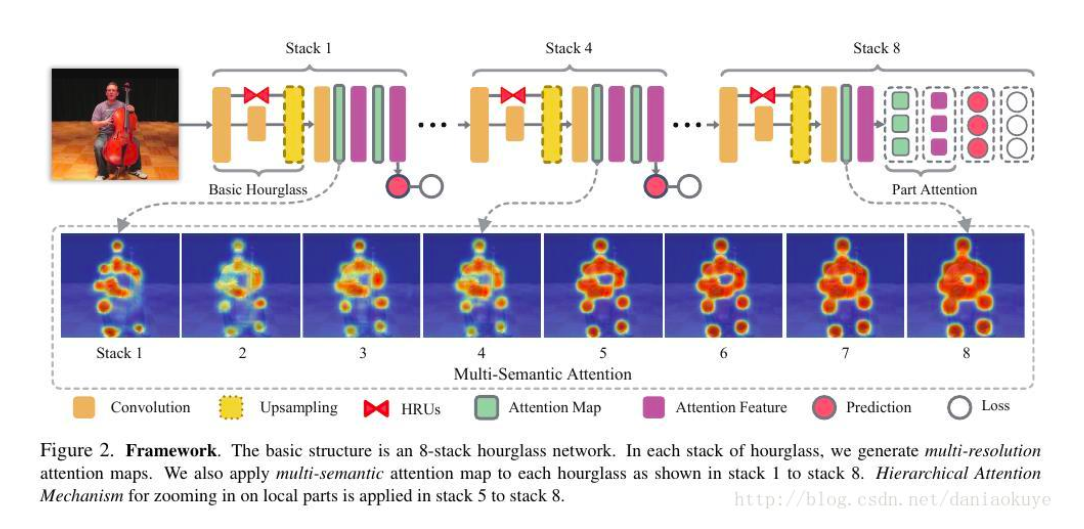 Stack 1
Stack 4
Stack 8
Basic Hourglass
Part Attention
Stack 1 2 3 4 5 6 7 8
Multi-Semantic Attention
Convolution Upsampling HRUs Attention Map Attention Feature Prediction Loss
Figure 2. Framework. The basic structure is an 8-stack hourglass network. In each stack of hourglass, we generate multi-resolution
attention maps. We also apply multi-semantic attention map to each hourglass as shown in stack 1 to stack 8. Hierarchical Attention
Mechanism for zooming in on local parts is applied in stack 5 to stack 8.
http://blog.csdn.net/daniaokuye